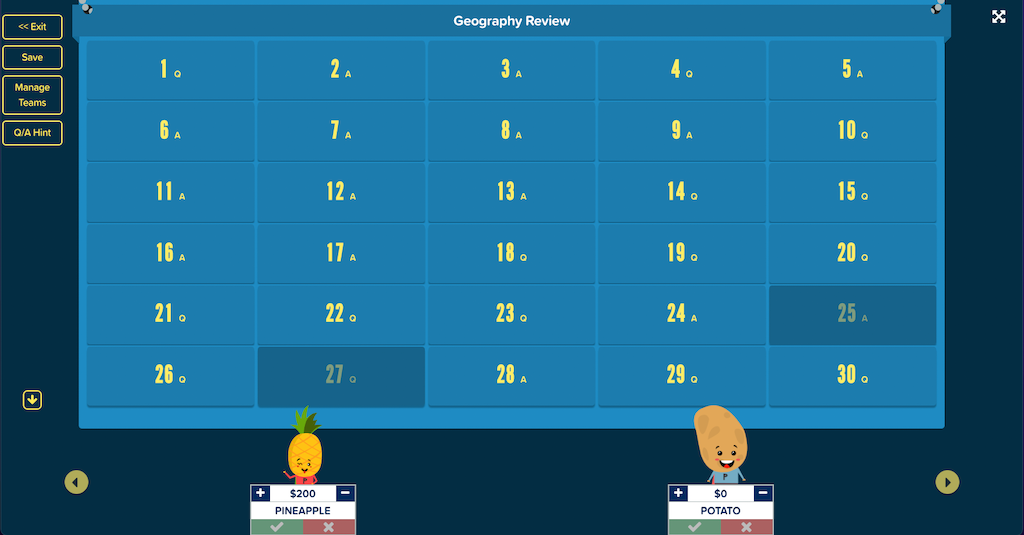 Geography Review
<< Exit
Save
Manage
Teams
Q/A Hint
1 Q 2 A 3 A 4 Q 5 A
6 A 7 A 8 A 9 A 10 Q
11 A 12 A 13 A 14 Q 15 Q
16 A 17 A 18 Q 19 Q 20 Q
21 Q 22 Q 23 Q 24 A 25 A
26 Q 27 Q 28 A 29 Q 30 Q
P P
+ $200 − + $0 −
PINEAPPLE POTATO